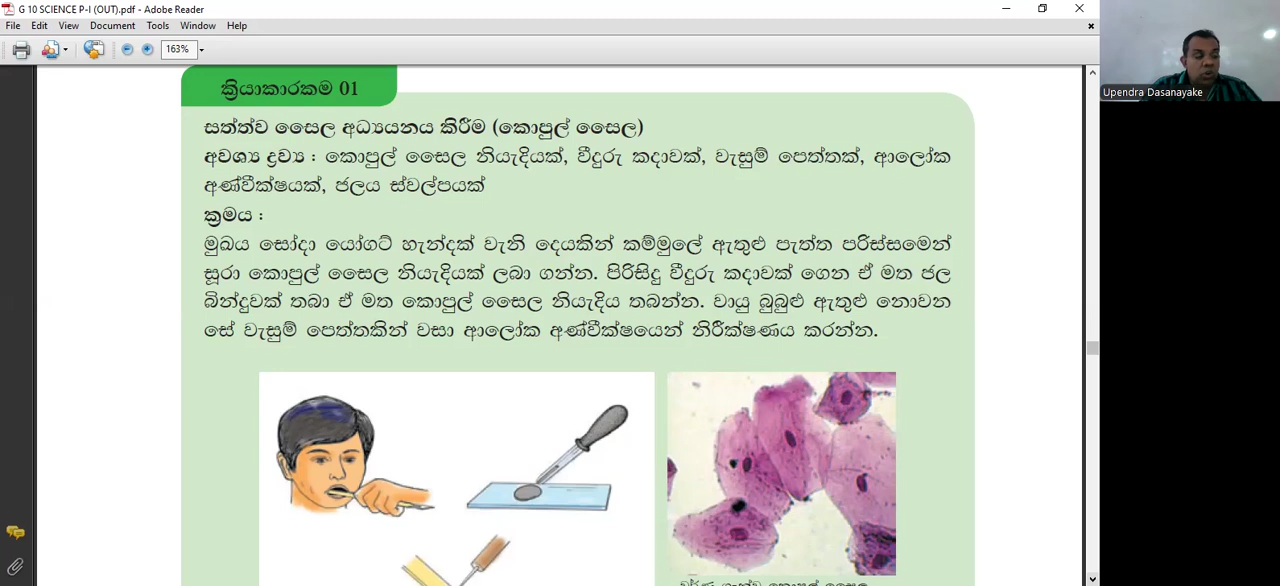 G 10 SCIENCE P-I (OUT).pdf - Adobe Reader
File Edit View Document Tools Window Help
163%
Upendra Dasanayake
ක්‍රියාකාරකම 01
සත්ත්ව සෛල අධ්‍යයනය කිරීම (කොපුල් සෛල)
අවශ්‍ය ද්‍රව්‍ය : කොපුල් සෛල නියැදියක්, වීදුරු කදාවක්, වැසුම් පෙත්තක්, ආලෝක
අණ්වීක්ෂයක්, ජලය ස්වල්පයක්
ක්‍රමය :
මුඛය සෝදා යෝගට් හැන්දක් වැනි දෙයකින් කම්මුලේ ඇතුළු පැත්ත පරිස්සමෙන්
සූරා කොපුල් සෛල නියැදියක් ලබා ගන්න. පිරිසිදු වීදුරු කදාවක් ගෙන ඒ මත ජල
බින්දුවක් තබා ඒ මත කොපුල් සෛල නියැදිය තබන්න. වායු බුබුළු ඇතුළු නොවන
සේ වැසුම් පෙත්තකින් වසා ආලෝක අණ්වීක්ෂයෙන් නිරීක්ෂණය කරන්න.